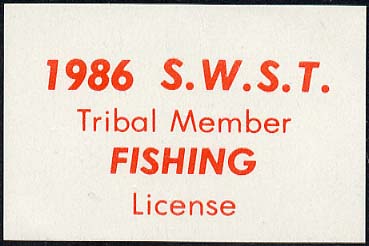 1986 S.W.S.T.
Tribal Member
FISHING
License